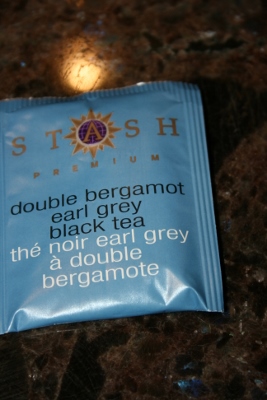 STASH
PREMIUM
double bergamot
earl grey
black tea
thé noir earl grey
à double
bergamote